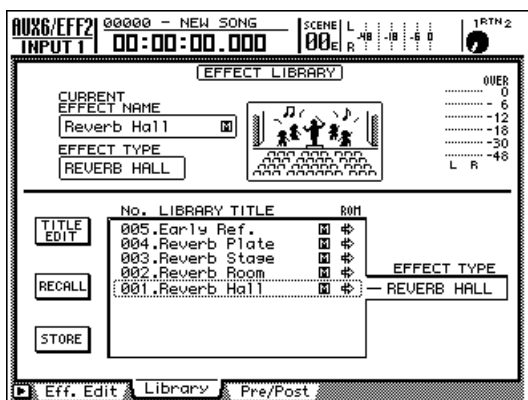 AUX6/EFF2 00000 - NEW SONG SCENE L -48 -18 -6 0 1 RTN 2
INPUT 1 00:00:00.000 00E R
EFFECT LIBRARY
CURRENT
EFFECT NAME
Reverb Hall M
EFFECT TYPE
REVERB HALL
OVER
0
- 6
-12
-18
-30
-48
L R
No. LIBRARY TITLE ROM
TITLE
EDIT
RECALL
STORE
005.Early Ref. M
004.Reverb Plate M
003.Reverb Stage M
002.Reverb Room M
001.Reverb Hall M
EFFECT TYPE
REVERB HALL
Eff. Edit Library Pre/Post